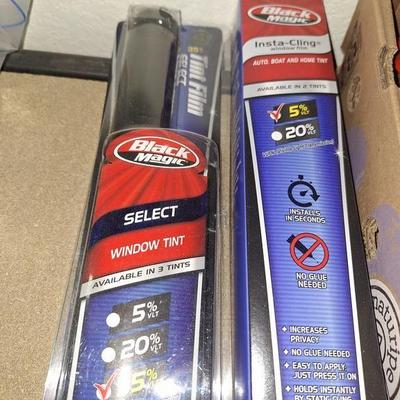 35%
Tint Film
SELECT
Black
Magic
SELECT
WINDOW TINT
AVAILABLE IN 3 TINTS
5%
VLT
20%
VLT
5%
VLT
Black
Magic
Insta-Cling®
window film
AUTO, BOAT AND HOME TINT
AVAILABLE IN 2 TINTS
5%
VLT
20%
VLT
INSTALLS
IN SECONDS
NO GLUE
NEEDED
+ INCREASES
PRIVACY
+ NO GLUE NEEDED
+ EASY TO APPLY,
JUST PRESS IT ON
+ HOLDS INSTANTLY
BY STATIC CLING
naturipe